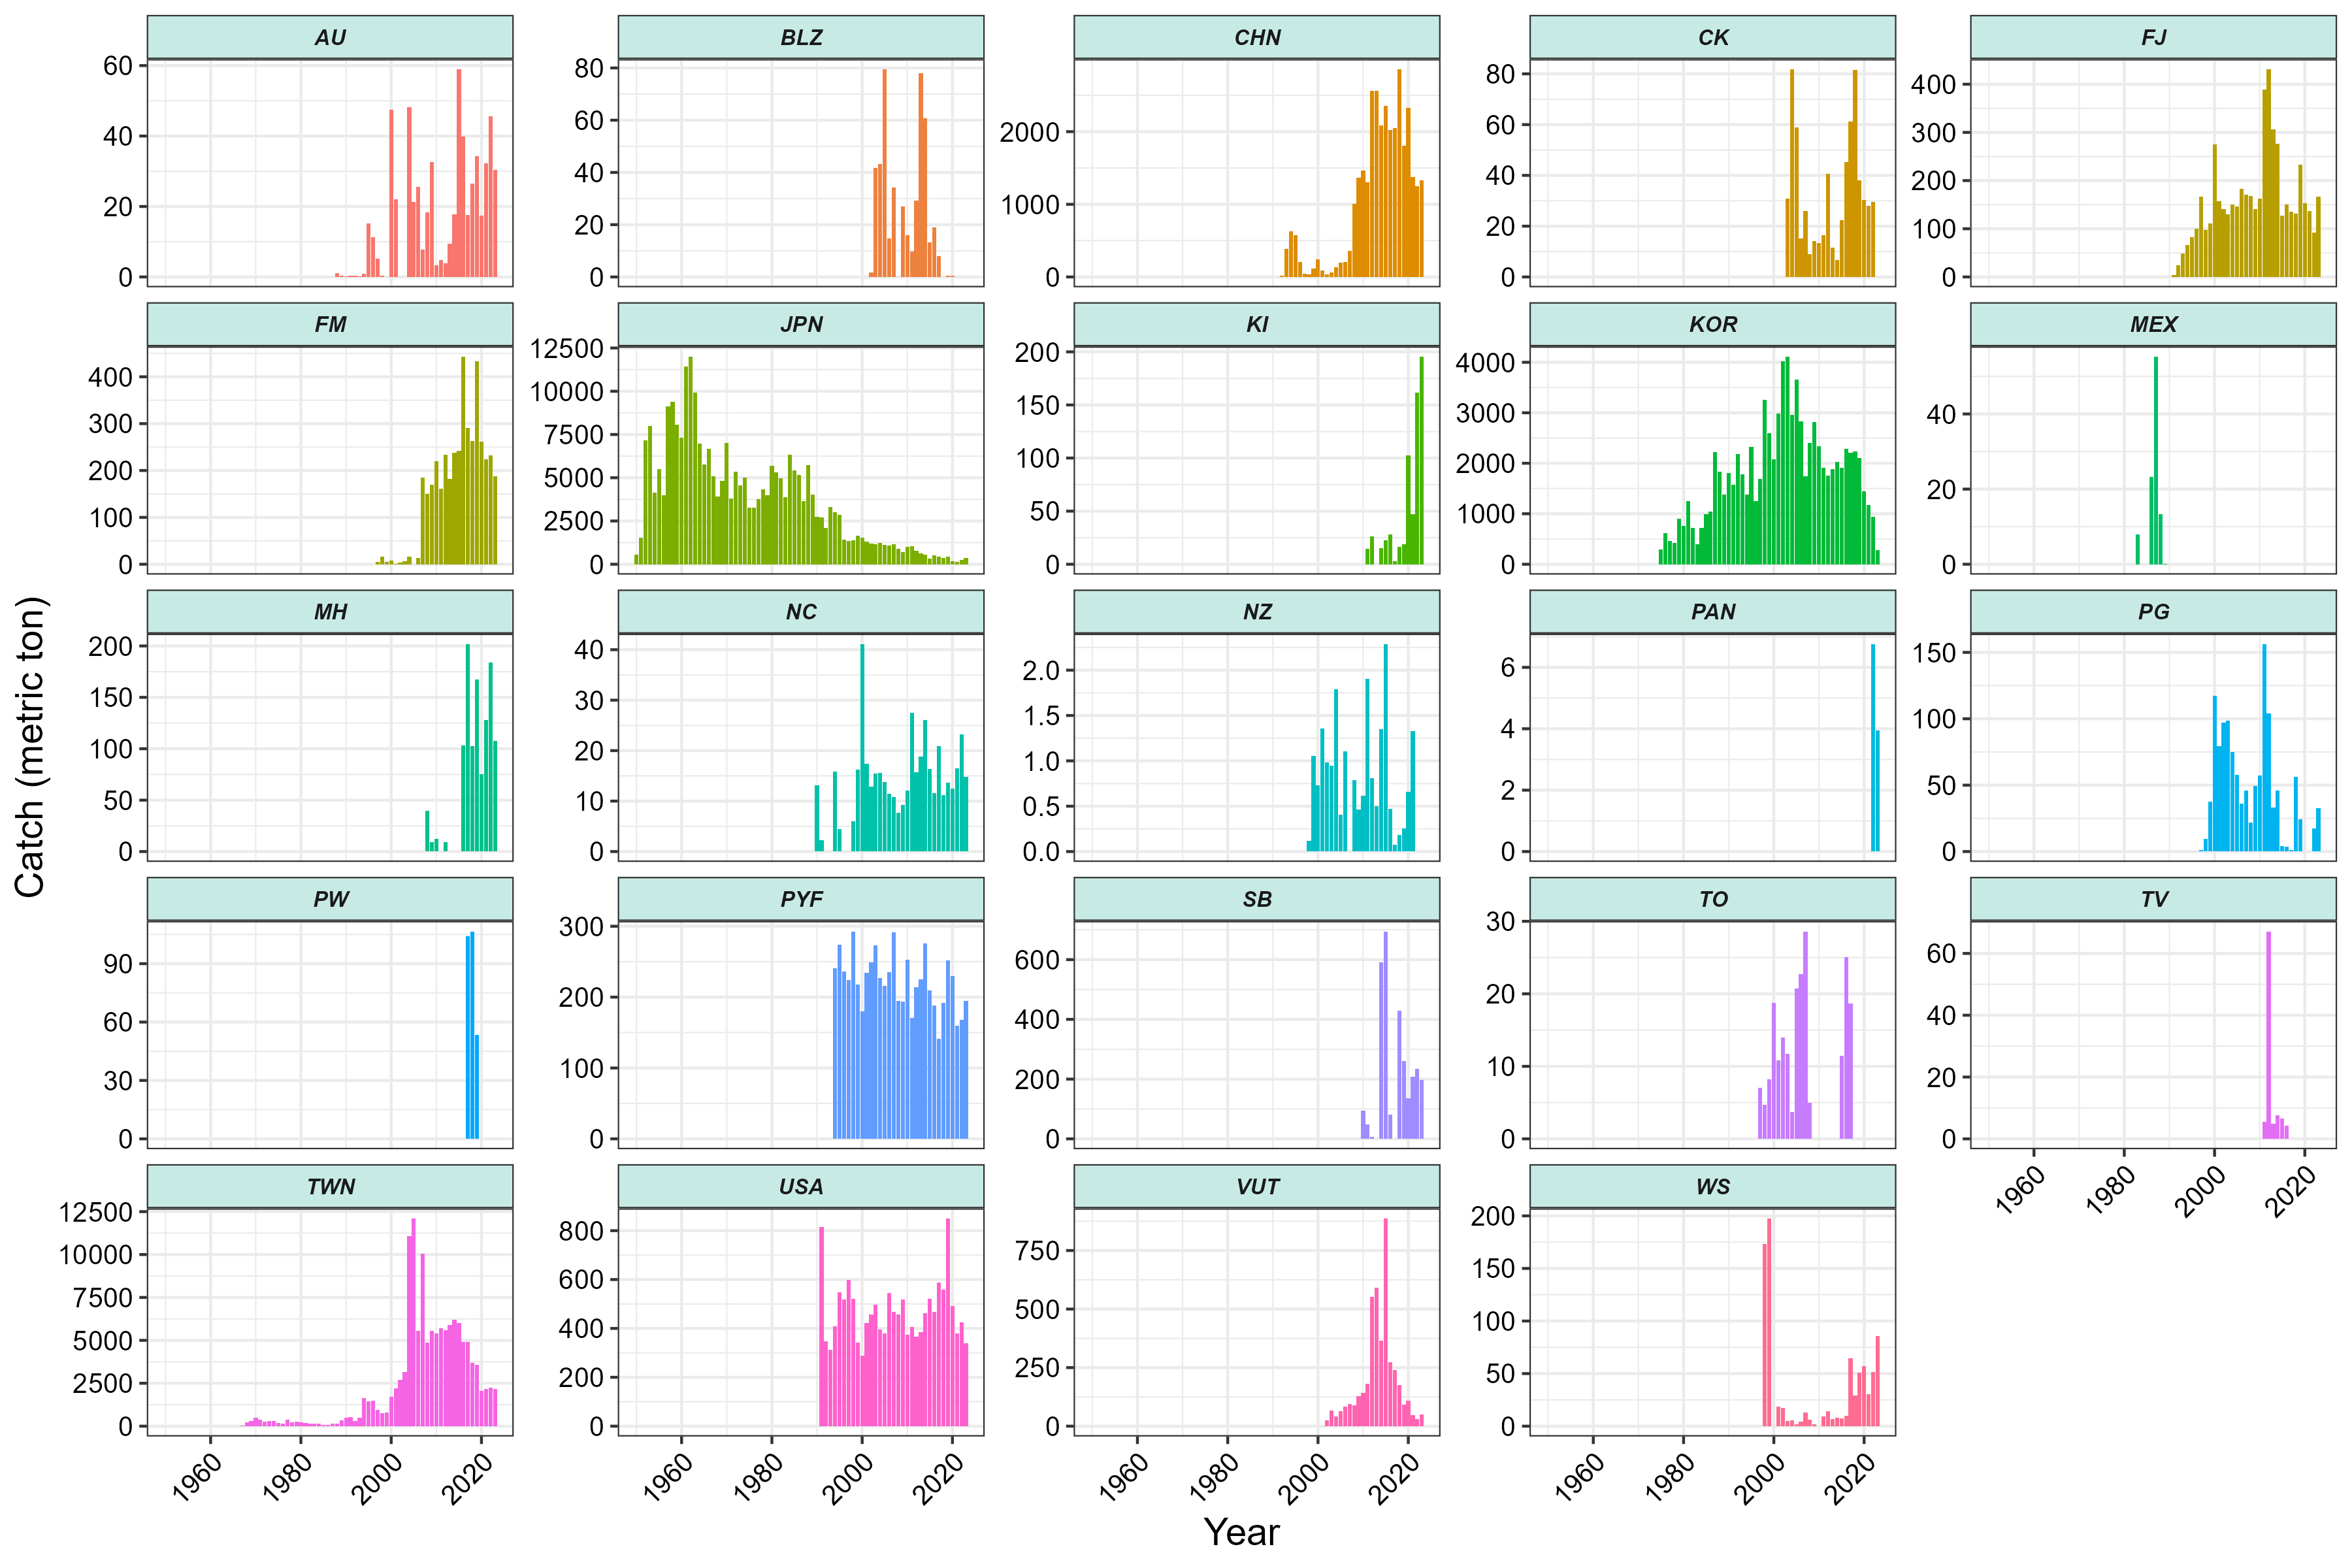 AU BLZ CHN CK FJ
60 40 20 0
80 60 40 20 0
2000 1000 0
80 60 40 20 0
400 300 200 100 0
FM JPN KI KOR MEX
400 300 200 100 0
12500 10000 7500 5000 2500 0
200 150 100 50 0
4000 3000 2000 1000 0
40 20 0
MH NC NZ PAN PG
200 150 100 50 0
40 30 20 10 0
2.0 1.5 1.0 0.5 0.0
6 4 2 0
150 100 50 0
PW PYF SB TO TV
90 60 30 0
300 200 100 0
600 400 200 0
30 20 10 0
60 40 20 0
1960 1980 2000 2020
TWN USA VUT WS
12500 10000 7500 5000 2500 0
800 600 400 200 0
750 500 250 0
200 150 100 50 0
1960 1980 2000 2020
1960 1980 2000 2020
1960 1980 2000 2020
1960 1980 2000 2020
Catch (metric ton)
Year